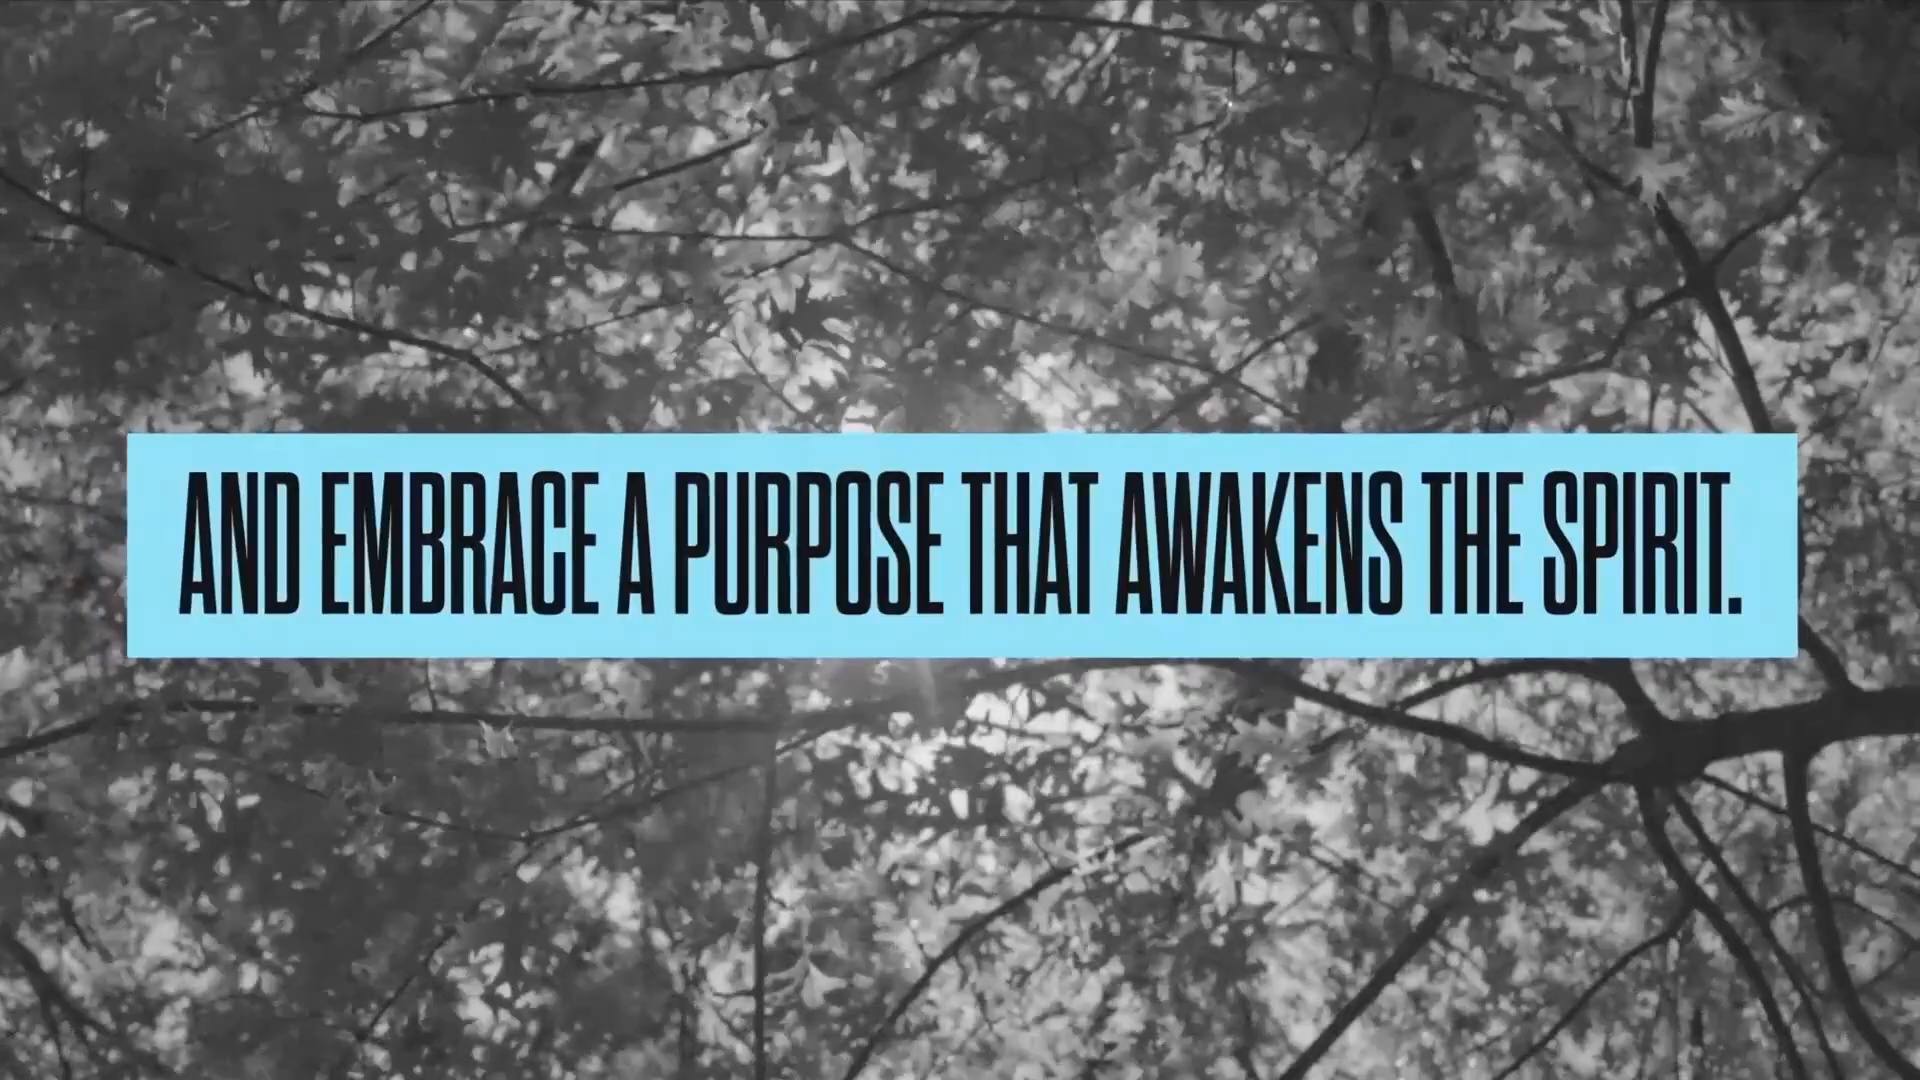 AND EMBRACE A PURPOSE THAT AWAKENS THE SPIRIT.